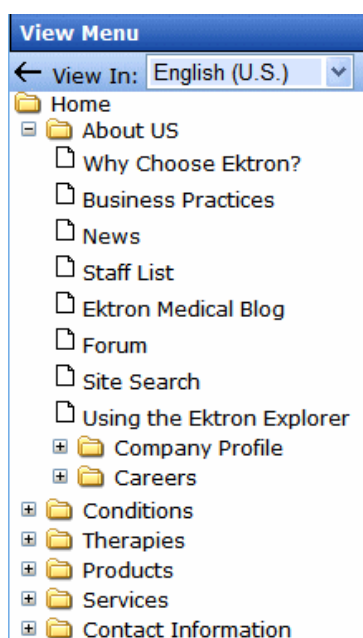 View Menu
View In: English (U.S.)
Home
About US
Why Choose Ektron?
Business Practices
News
Staff List
Ektron Medical Blog
Forum
Site Search
Using the Ektron Explorer
Company Profile
Careers
Conditions
Therapies
Products
Services
Contact Information